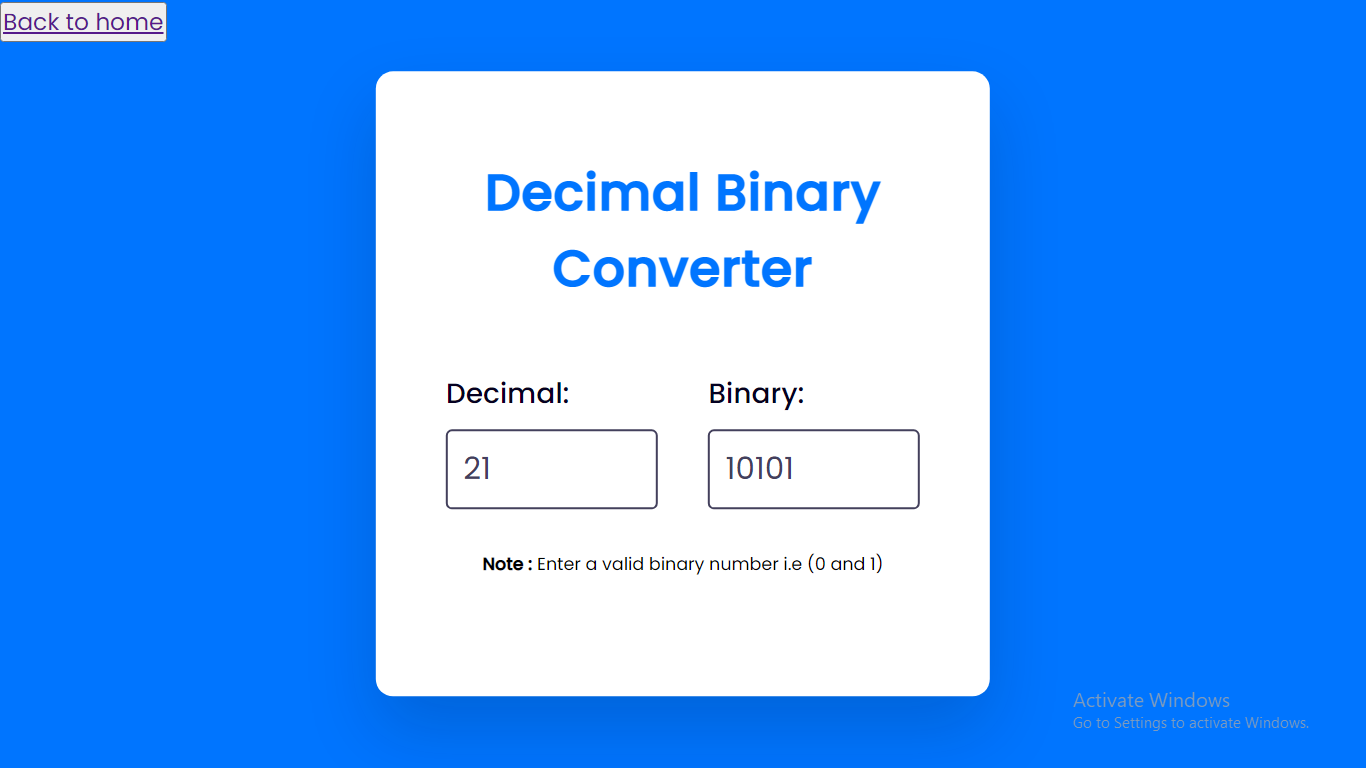 Back to home
Decimal Binary
Converter
Decimal:
Binary:
21
10101
Note : Enter a valid binary number i.e (0 and 1)
Activate Windows
Go to Settings to activate Windows.